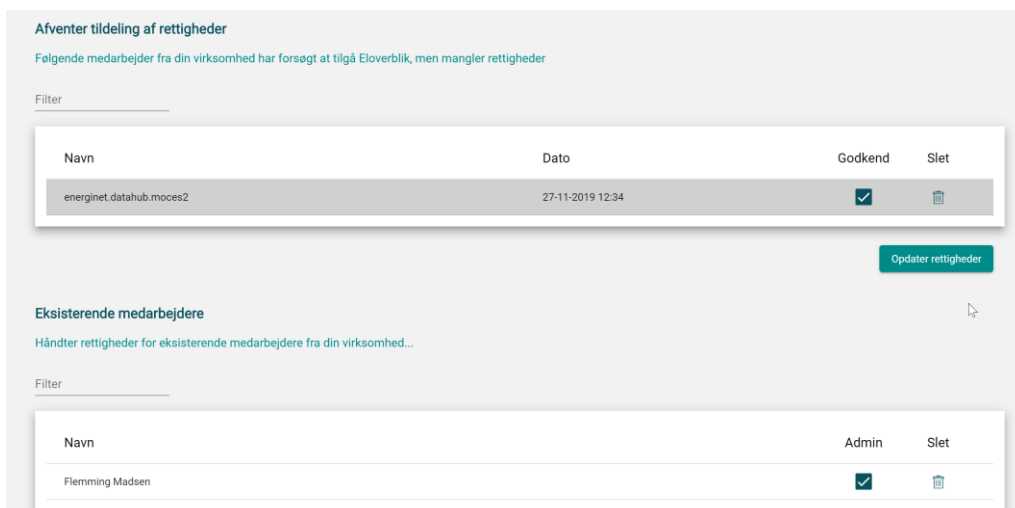 Afventer tildeling af rettigheder
Følgende medarbejder fra din virksomhed har forsøgt at tilgå Eloverblik, men mangler rettigheder
Filter
Navn Dato Godkend Slet
energinet.datahub.moces2 27-11-2019 12:34
Opdater rettigheder
Eksisterende medarbejdere
Håndter rettigheder for eksisterende medarbejdere fra din virksomhed...
Filter
Navn Admin Slet
Flemming Madsen